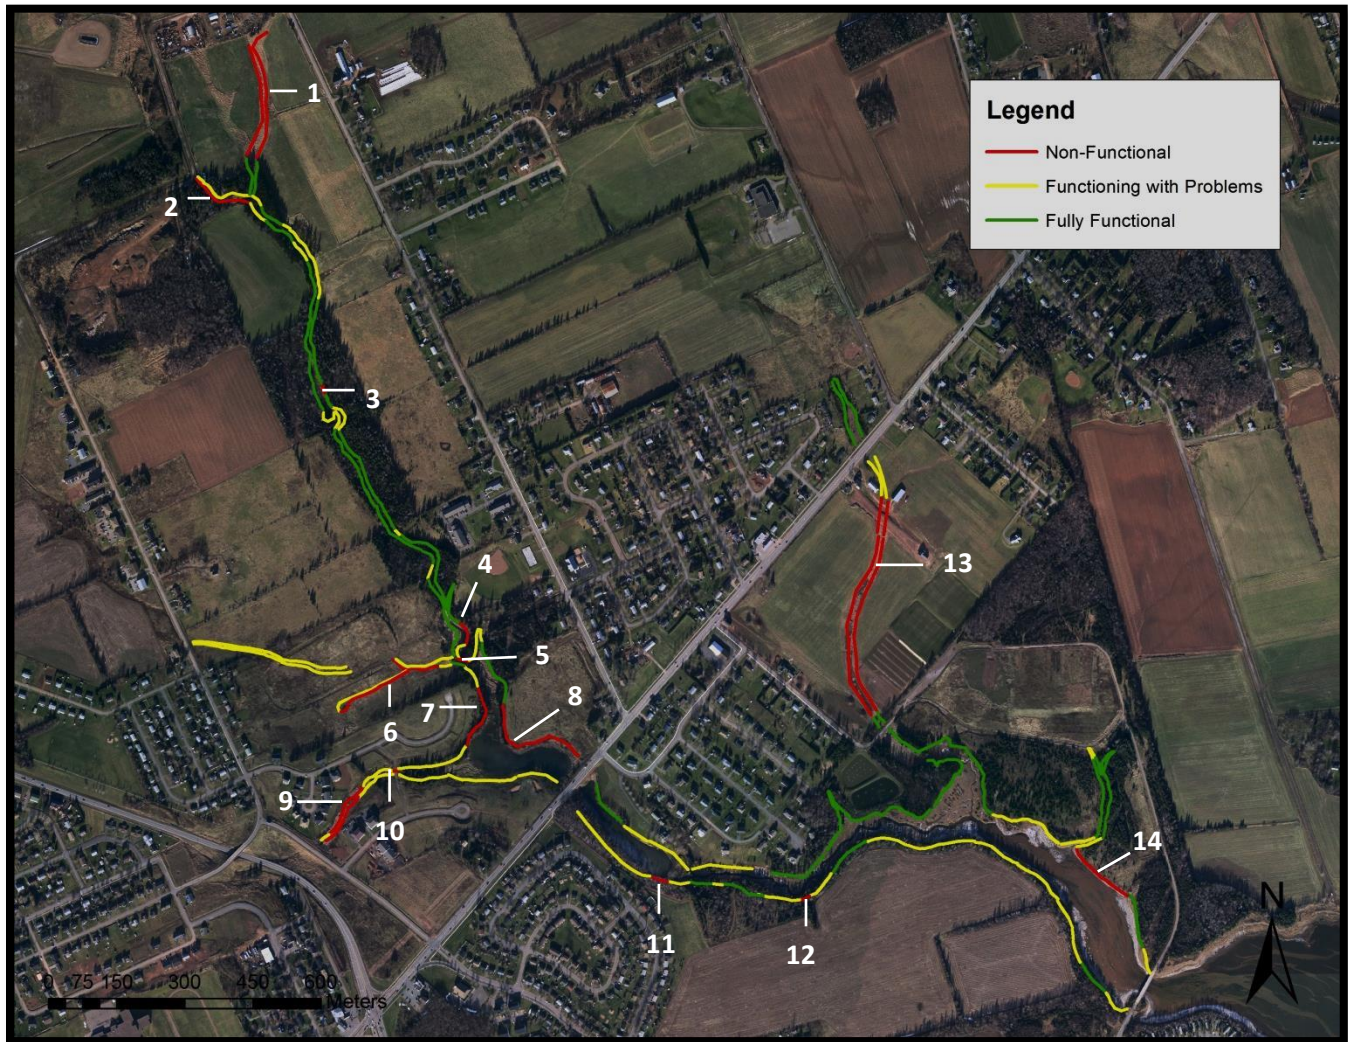 1
Legend
Non-Functional
2
Functioning with Problems
Fully Functional
3
4
13
5
8
7
6
9
10
14
11
12
N
0 75 150 300 450 600
Meters